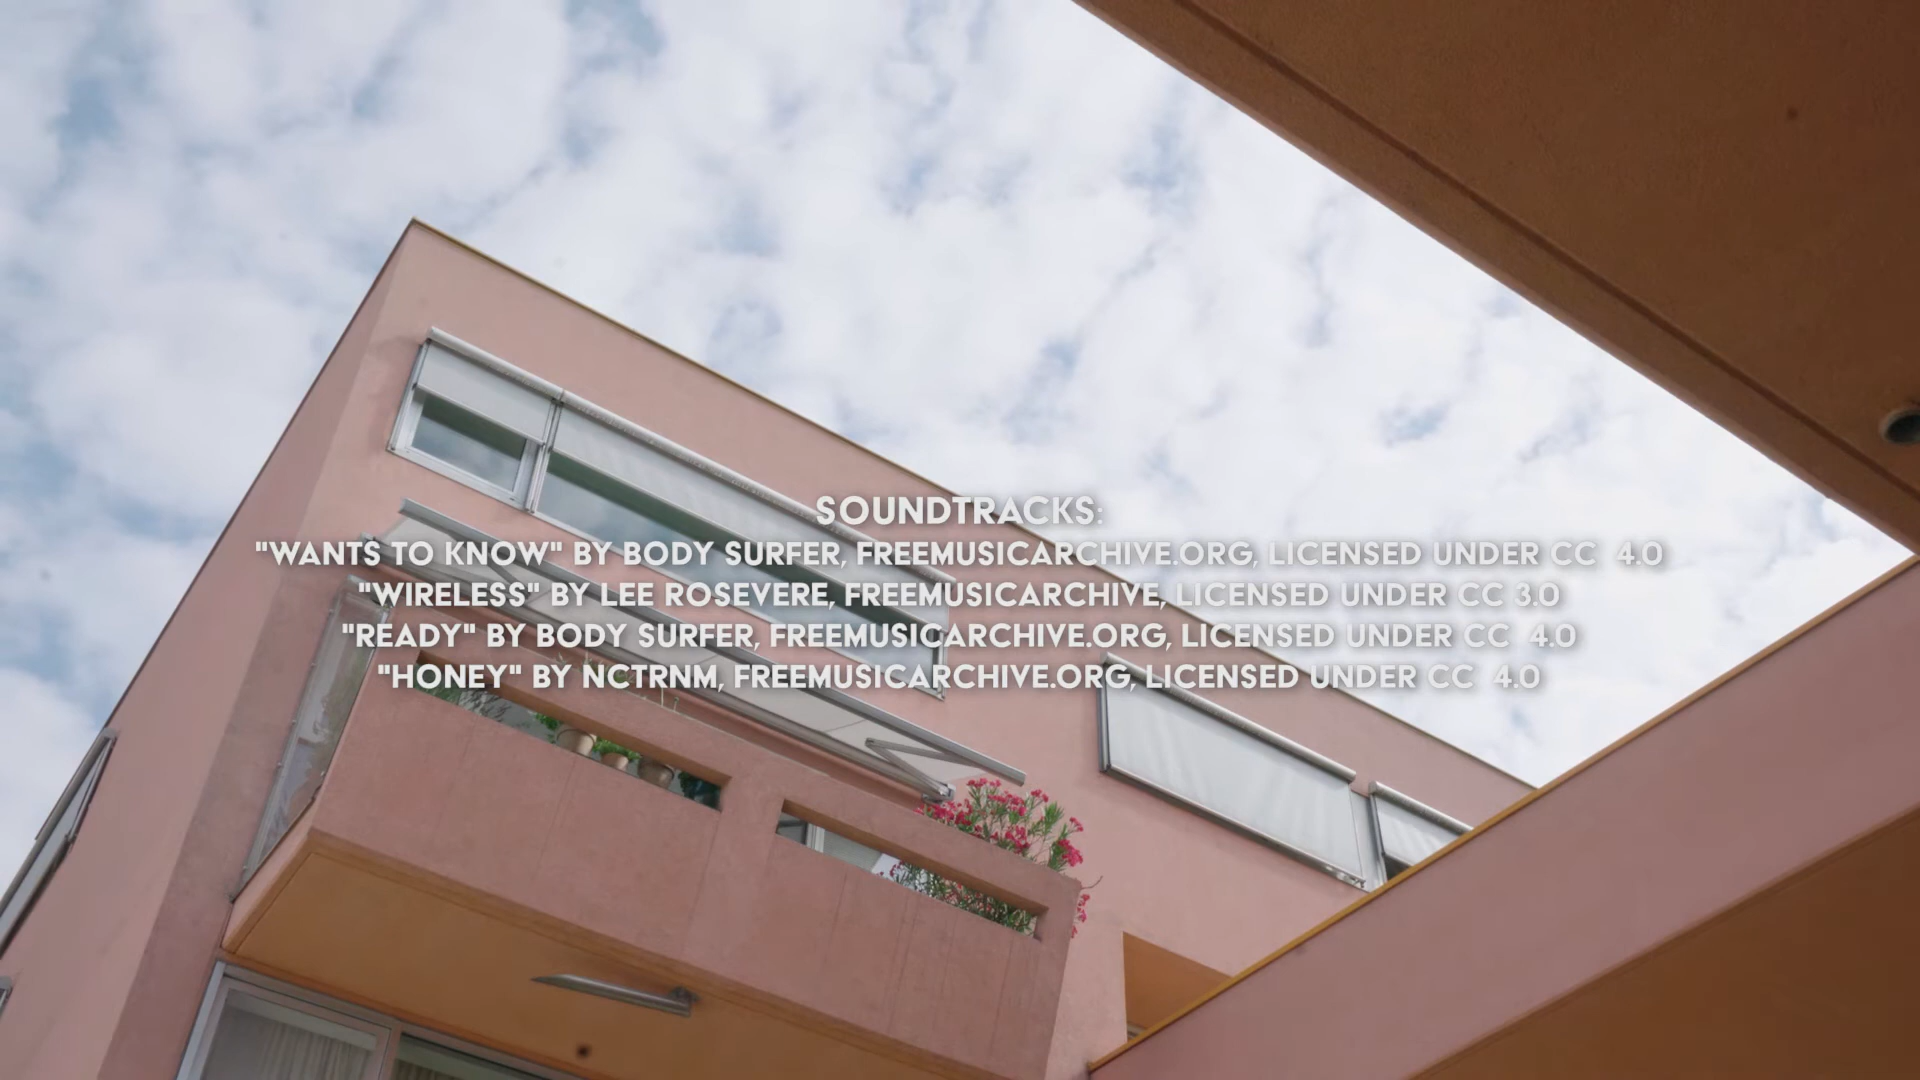 SOUNDTRACKS:
"WANTS TO KNOW" BY BODY SURFER, FREEMUSICARCHIVE.ORG, LICENSED UNDER CC 4.0
"WIRELESS" BY LEE ROSEVERE, FREEMUSICARCHIVE, LICENSED UNDER CC 3.0
"READY" BY BODY SURFER, FREEMUSICARCHIVE.ORG, LICENSED UNDER CC 4.0
"HONEY" BY NCTRNM, FREEMUSICARCHIVE.ORG, LICENSED UNDER CC 4.0